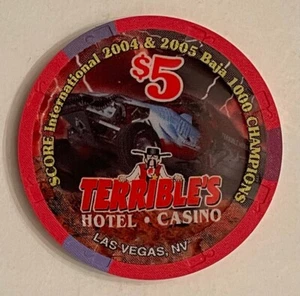 SCORE International 2004 & 2005 Baja 1000 CHAMPIONS
$5
TERRIBLE'S
HOTEL • CASINO
LAS VEGAS, NV